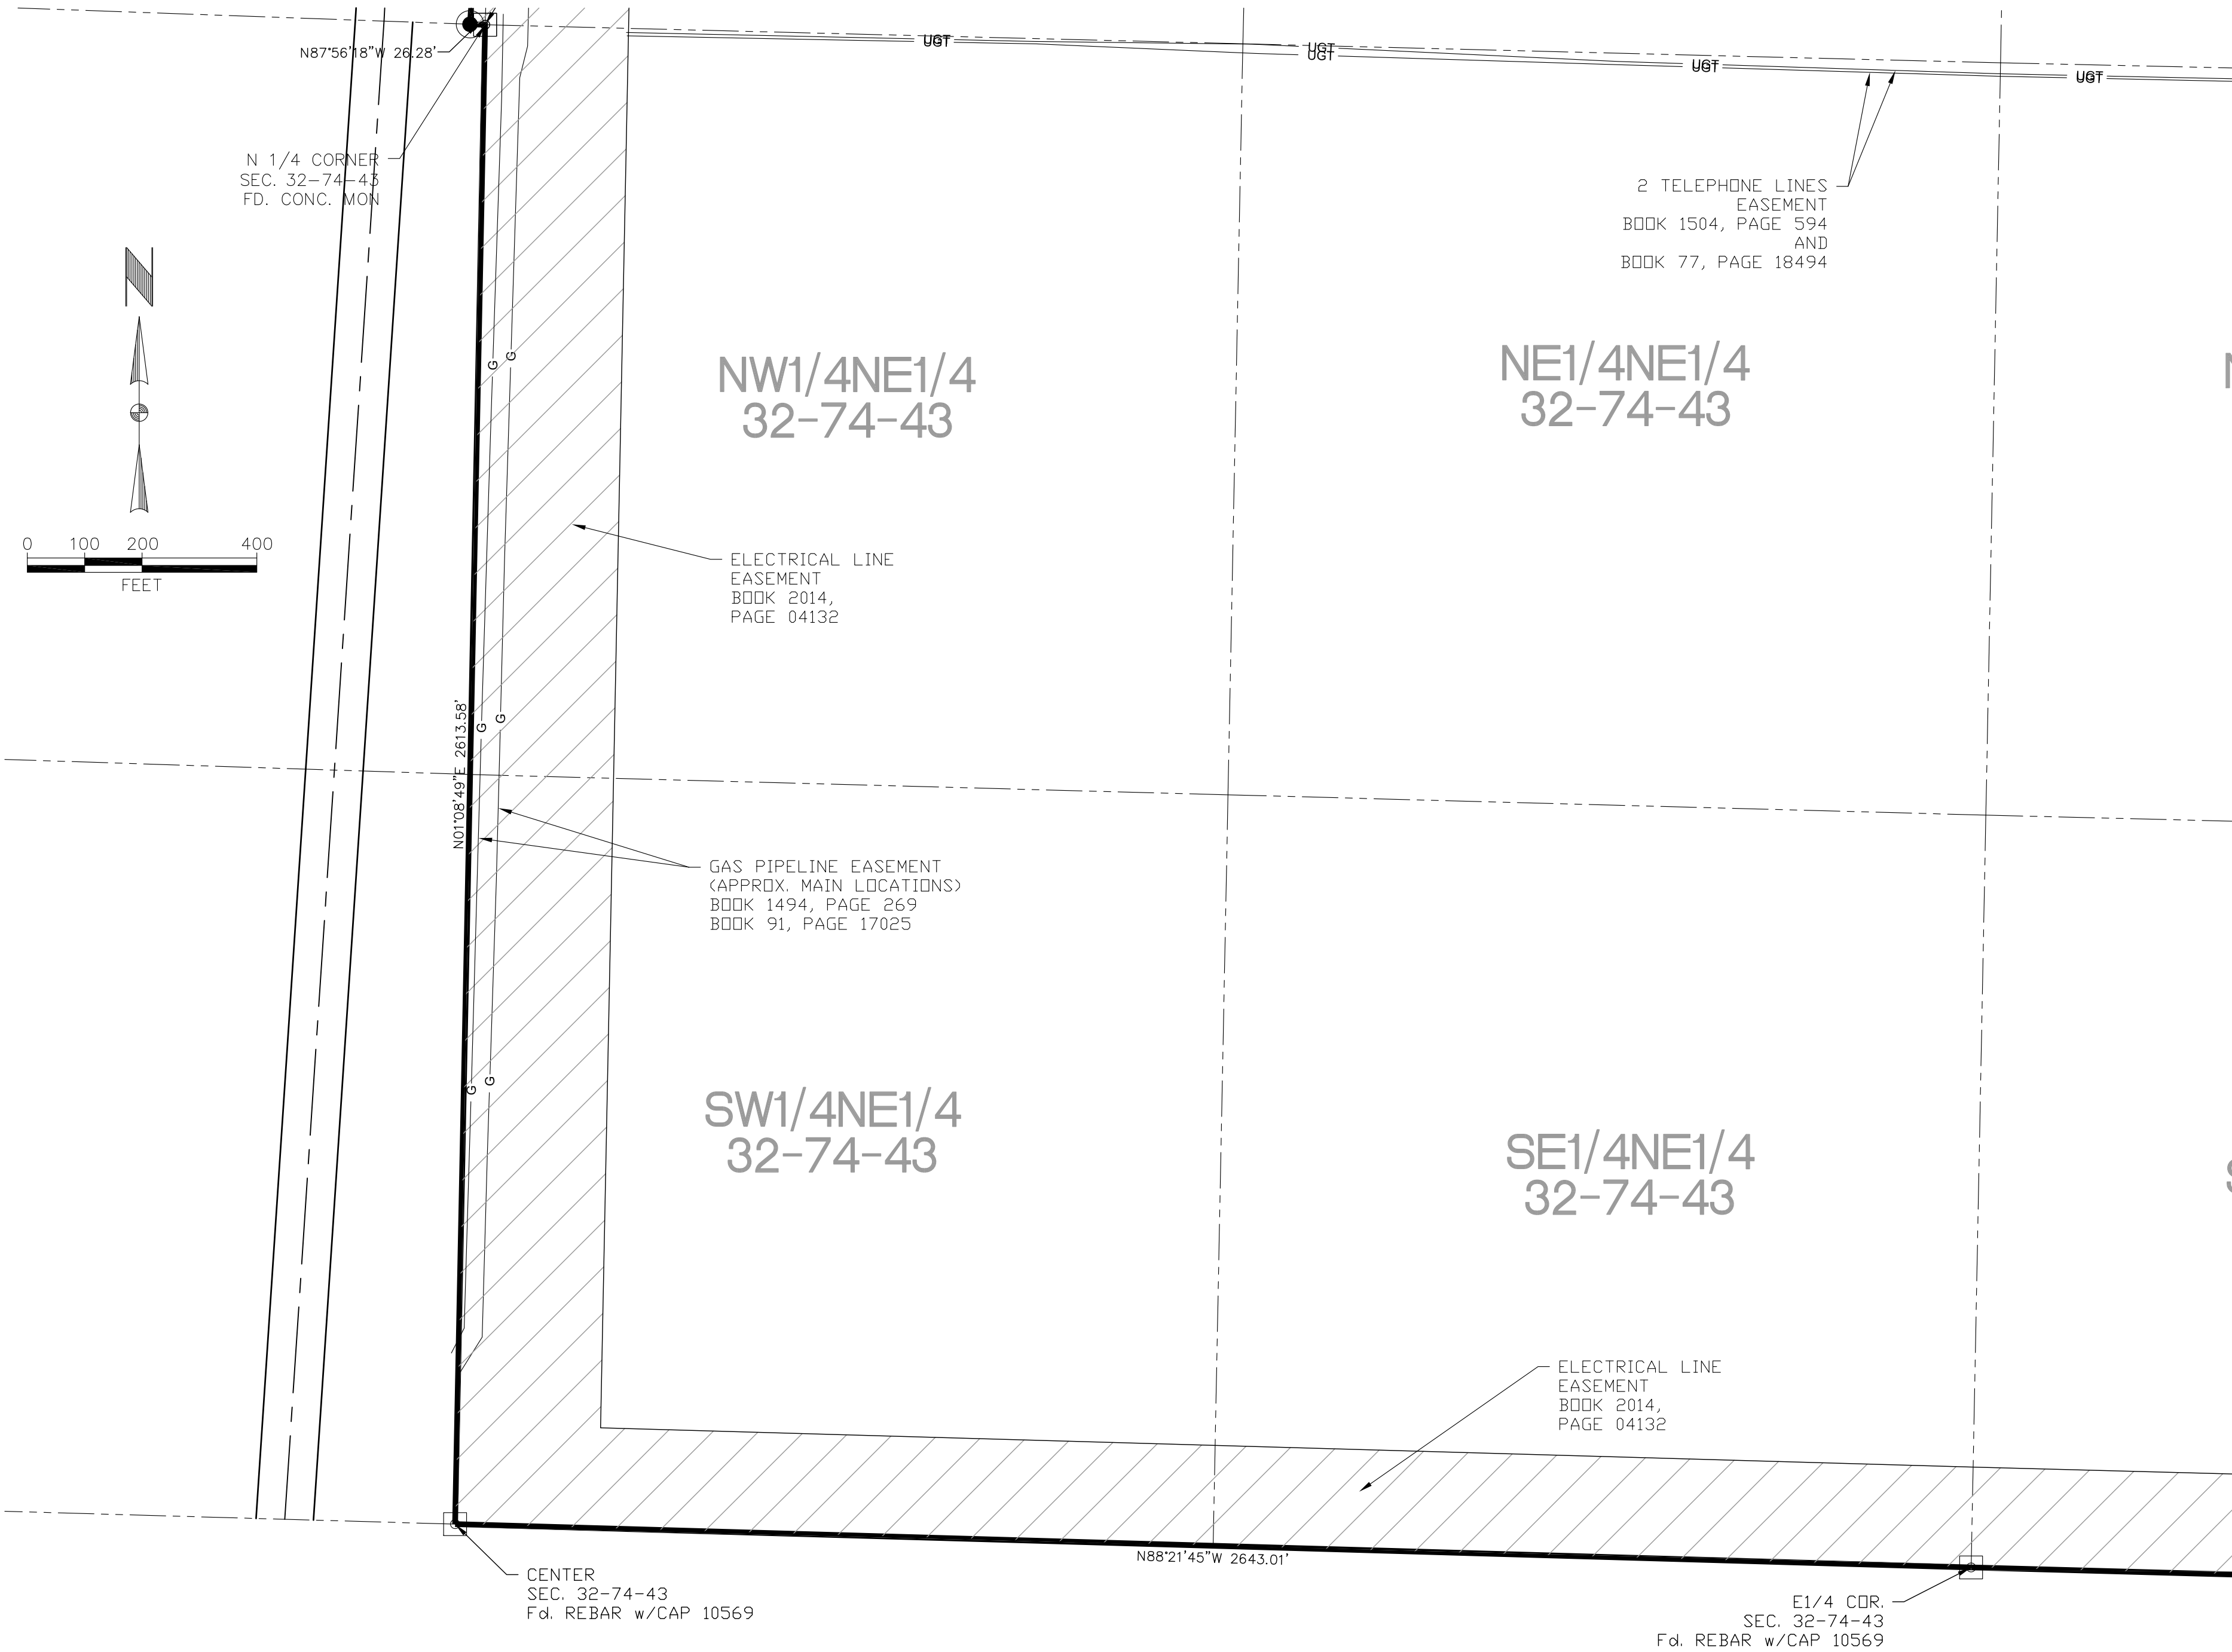 UGT
UGT
UGT
UGT
UGT
UGT
UGT
UGT
N87°56'18"W 26.28'
N 1/4 CORNER
SEC. 32-74-43
FD. CONC. MON
2 TELEPHONE LINES
EASEMENT
BOOK 1504, PAGE 594
AND
BOOK 77, PAGE 18494
N
0 100 200 400
FEET
G
G
NW1/4NE1/4
32-74-43
NE1/4NE1/4
32-74-43
ELECTRICAL LINE
EASEMENT
BOOK 2014,
PAGE 04132
G
G
N01°08'49"E 2613.58'
GAS PIPELINE EASEMENT
(APPROX. MAIN LOCATIONS)
BOOK 1494, PAGE 269
BOOK 91, PAGE 17025
G
G
SW1/4NE1/4
32-74-43
SE1/4NE1/4
32-74-43
ELECTRICAL LINE
EASEMENT
BOOK 2014,
PAGE 04132
N88°21'45"W 2643.01'
CENTER
SEC. 32-74-43
Fd. REBAR w/CAP 10569
E1/4 COR.
SEC. 32-74-43
Fd. REBAR w/CAP 10569